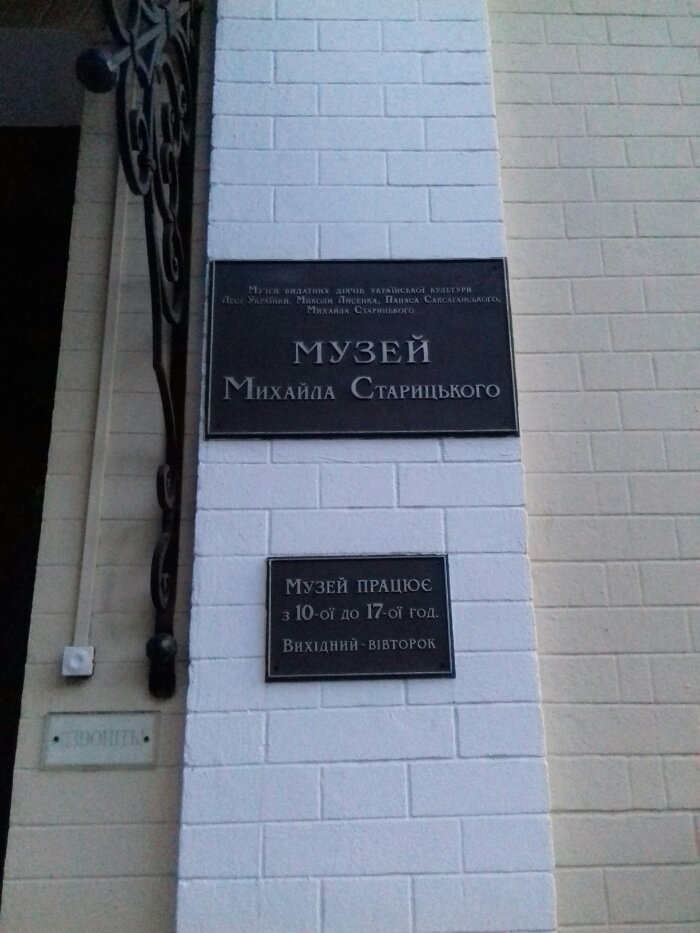 Музей видатних діячів української культури
Лесі Українки, Миколи Лисенка, Панаса Саксаганського,
Михайла Старицького
МУЗЕЙ
Михайла Старицького
Музей працює
з 10-ої до 17-ої год.
Вихідний-вівторок